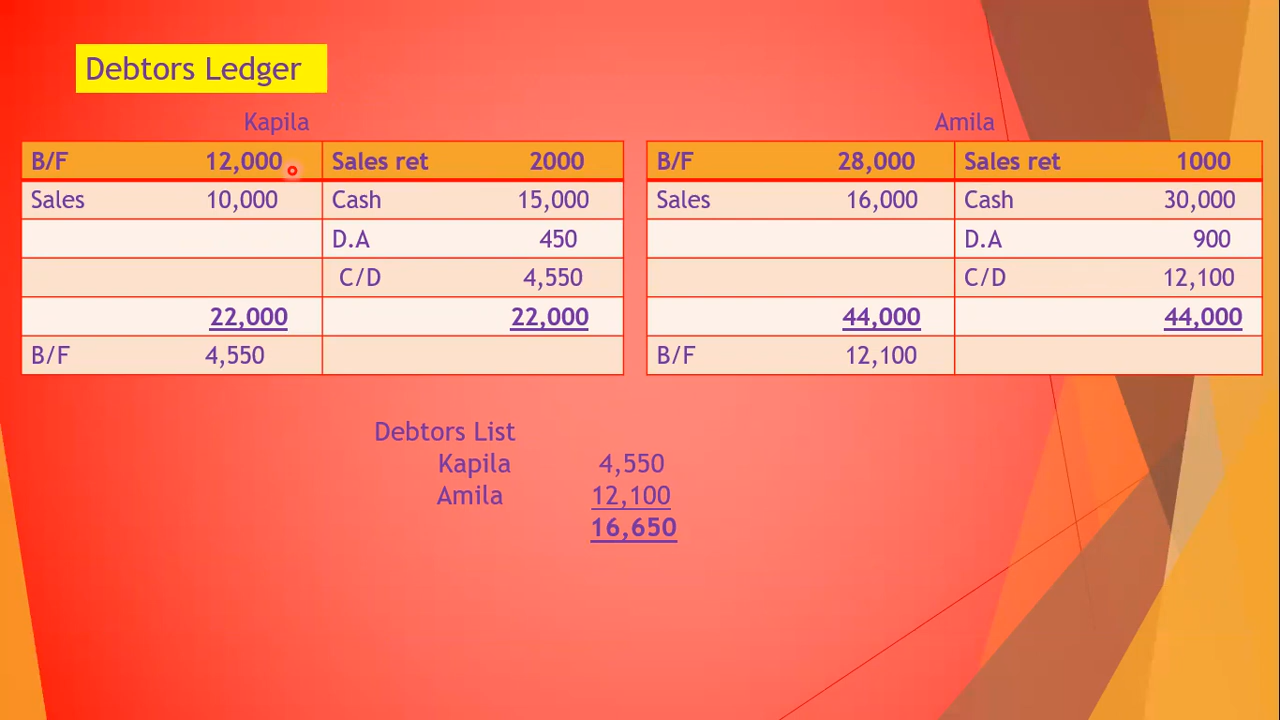 Debtors Ledger
Kapila
B/F 12,000 Sales ret 2000
Sales 10,000 Cash 15,000
D.A 450
C/D 4,550
22,000 22,000
B/F 4,550
Amila
B/F 28,000 Sales ret 1000
Sales 16,000 Cash 30,000
D.A 900
C/D 12,100
44,000 44,000
B/F 12,100
Debtors List
Kapila 4,550
Amila 12,100
16,650